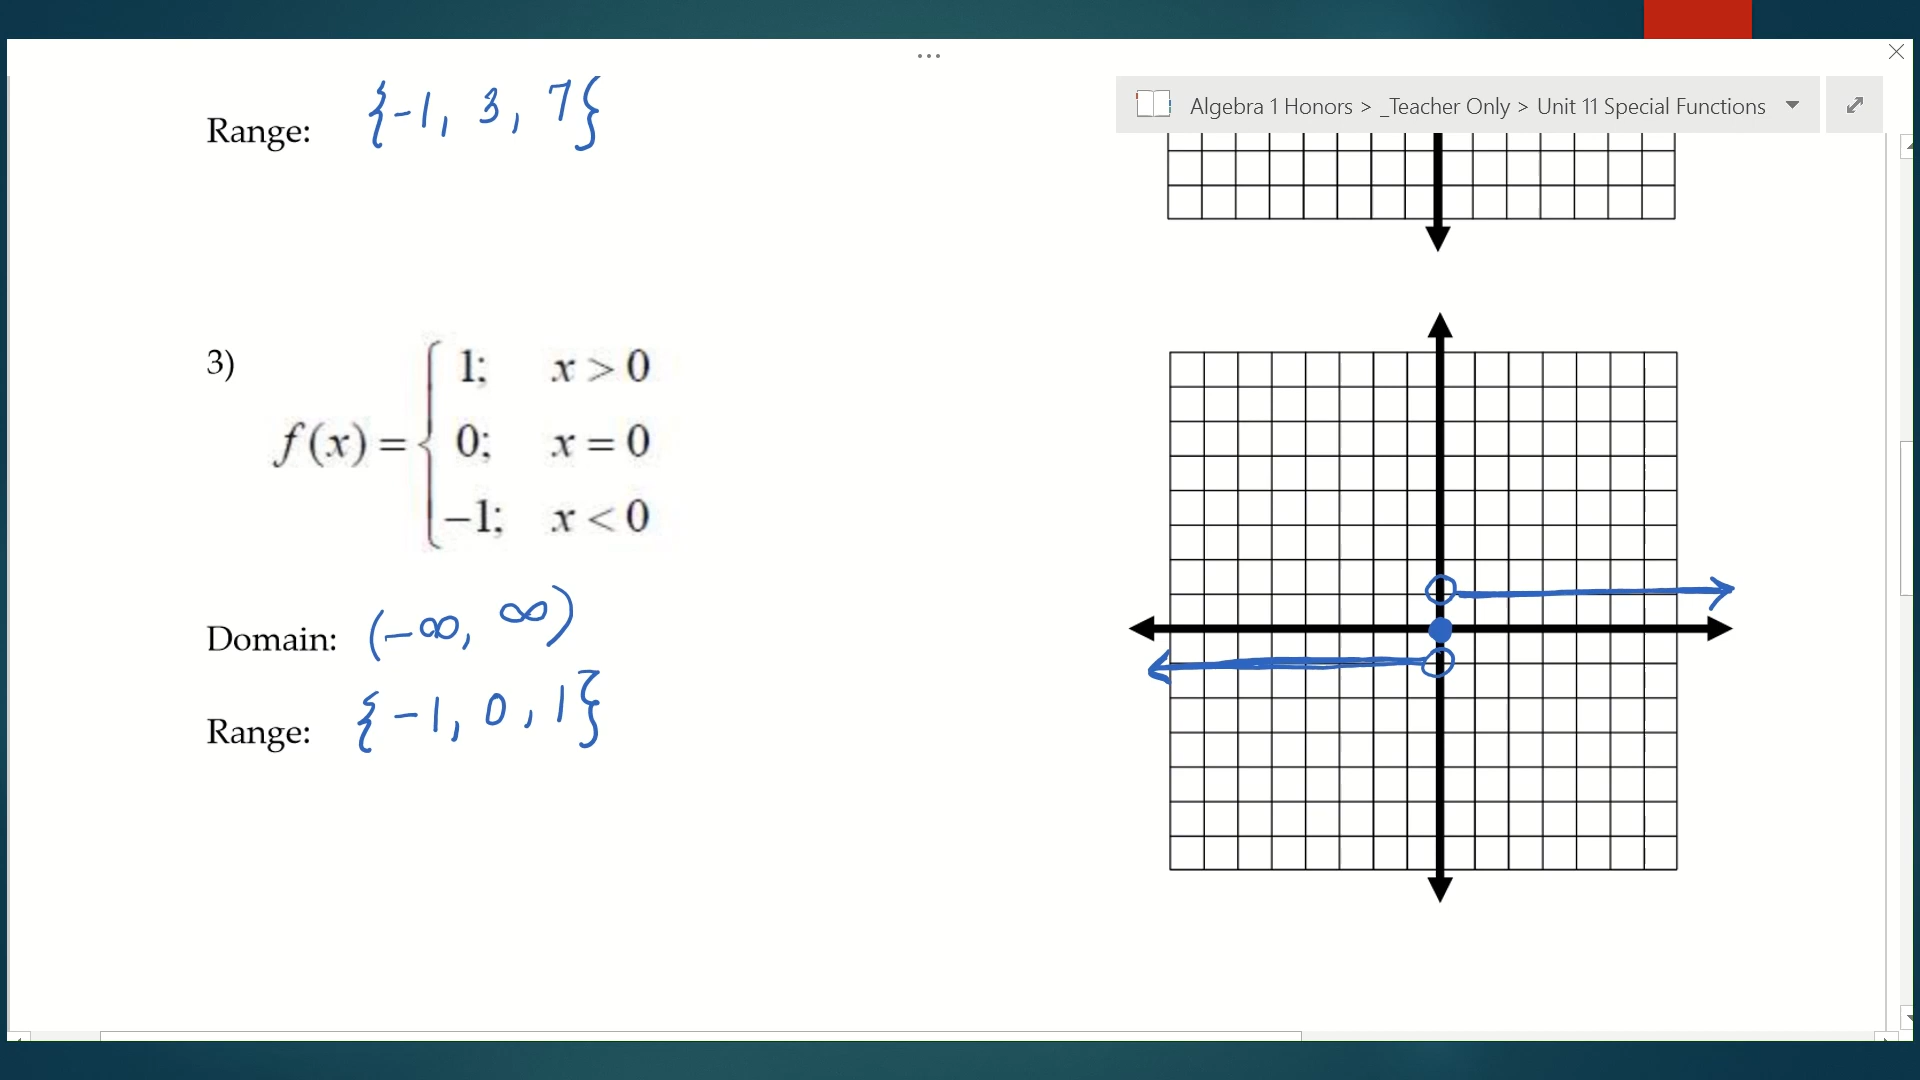 ...
Algebra 1 Honors > _Teacher Only > Unit 11 Special Functions
Range: {-1, 3, 7}
3)
1; x > 0
f(x) = { 0; x = 0
-1; x < 0
Domain: (-∞, ∞)
Range: {-1, 0, 1}